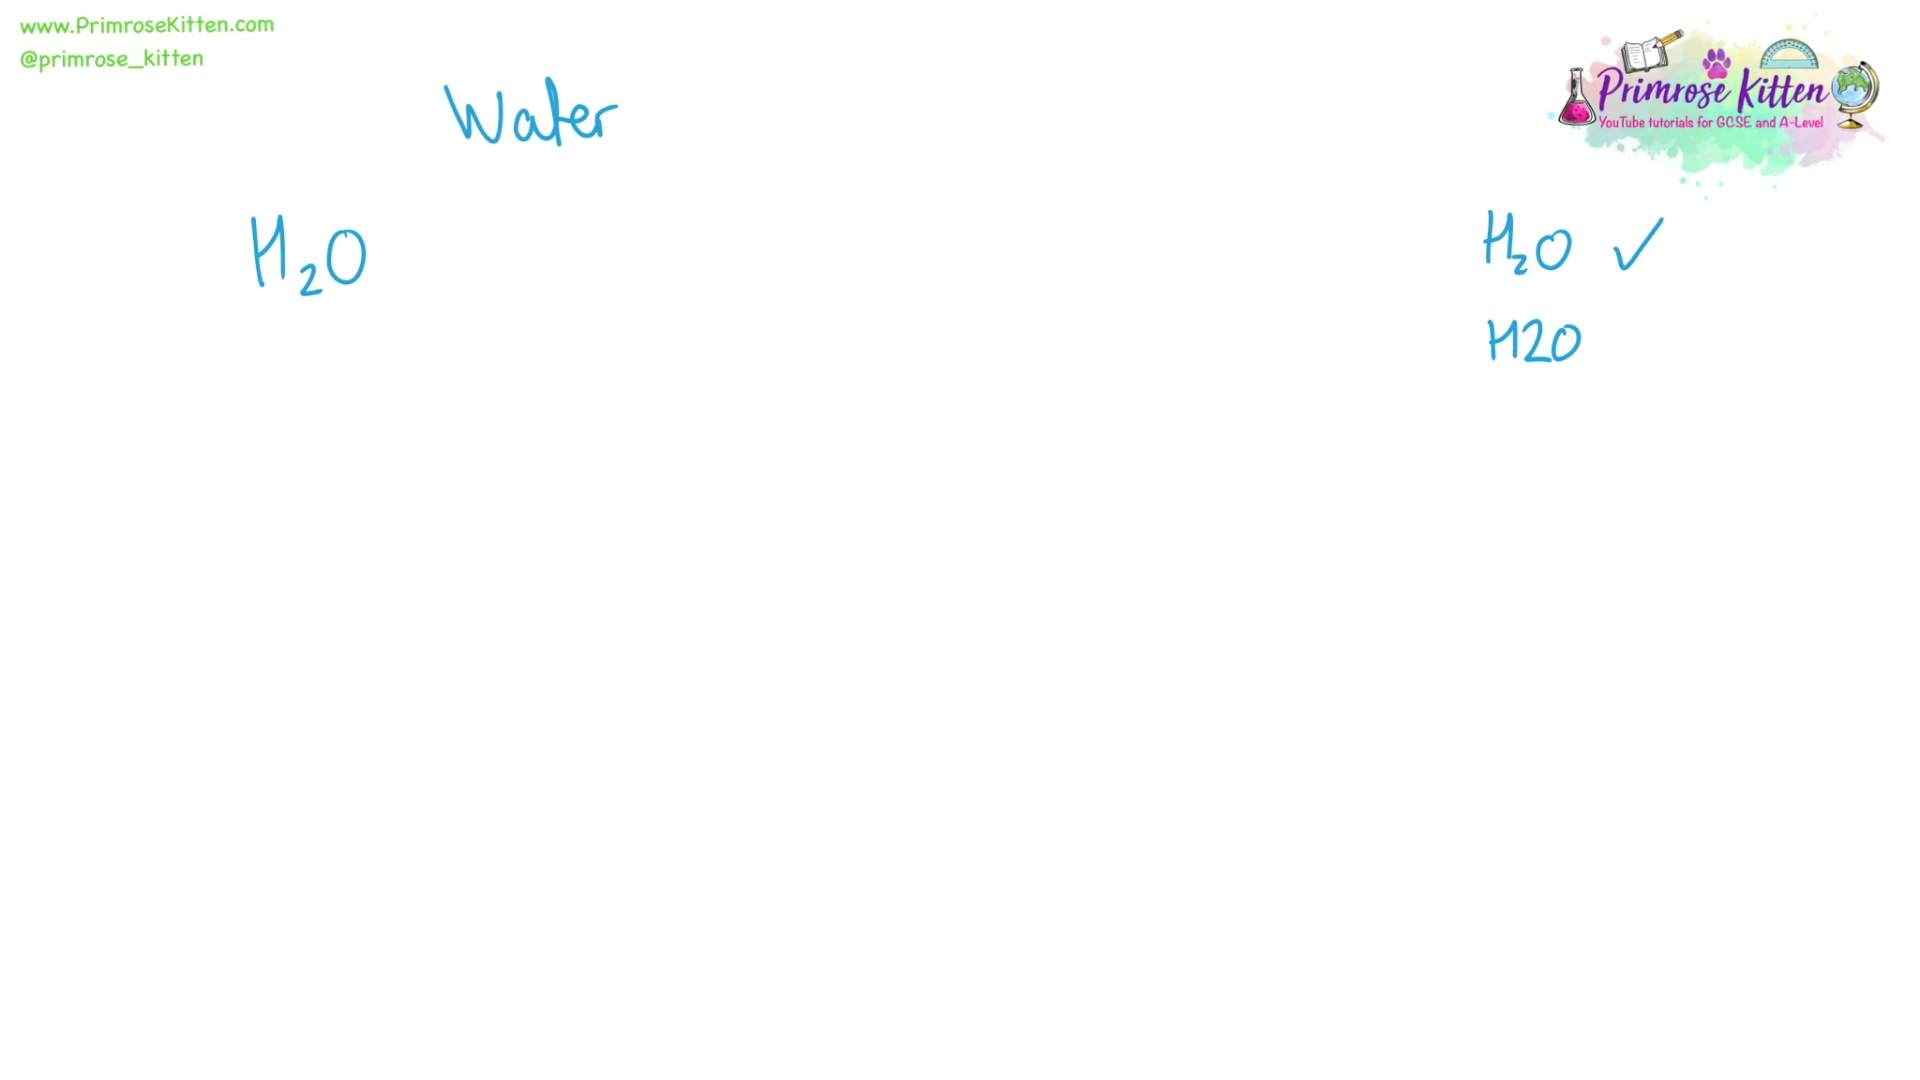 www.PrimroseKitten.com
@primrose_kitten
Primrose Kitten
YouTube tutorials for GCSE and A-Level
Water
H₂O
H₂O ✓
H2O